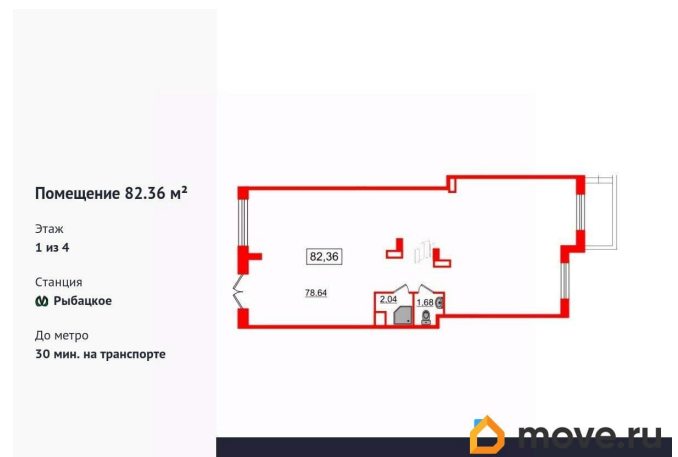 Помещение 82.36 м²
Этаж
1 из 4
Станция
Рыбацкое
До метро
30 мин. на транспорте
82,36
78.64
2.04
1.68
move.ru